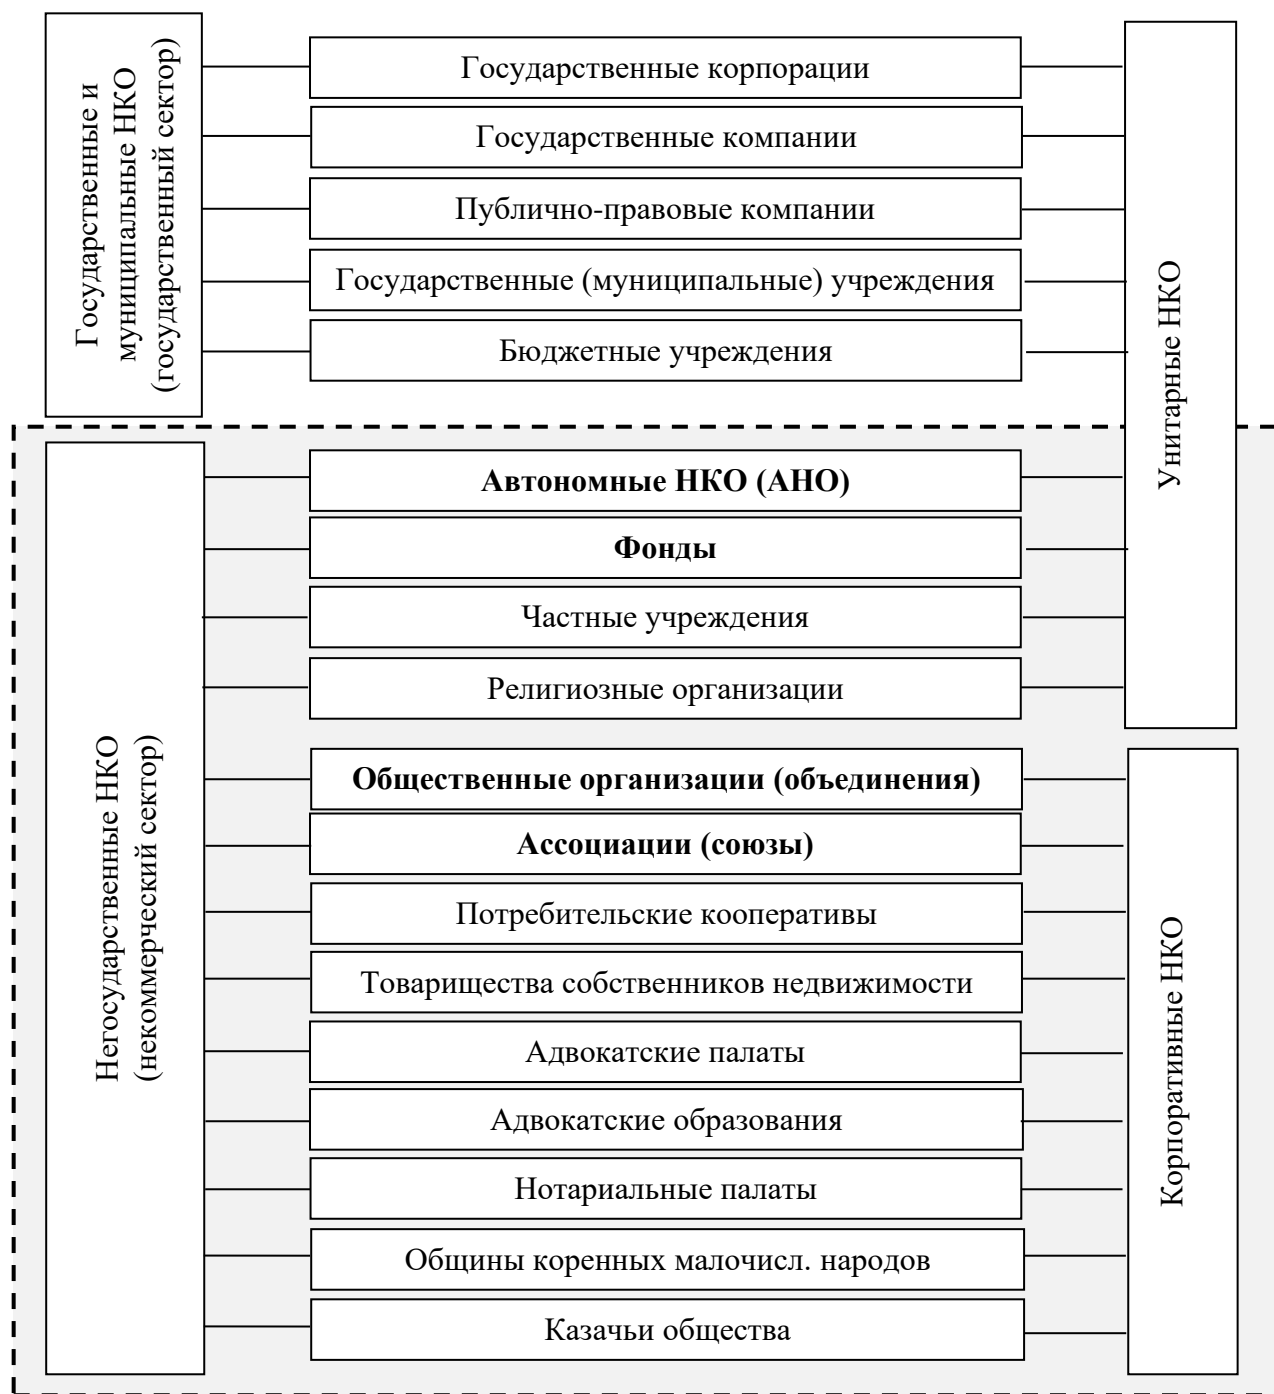 Государственные и
муниципальные НКО
(государственный сектор)
Государственные корпорации
Государственные компании
Публично-правовые компании
Государственные (муниципальные) учреждения
Бюджетные учреждения
Унитарные НКО
Негосударственные НКО
(некоммерческий сектор)
Автономные НКО (АНО)
Фонды
Частные учреждения
Религиозные организации
Общественные организации (объединения)
Ассоциации (союзы)
Потребительские кооперативы
Товарищества собственников недвижимости
Адвокатские палаты
Адвокатские образования
Нотариальные палаты
Общины коренных малочисл. народов
Казачьи общества
Корпоративные НКО